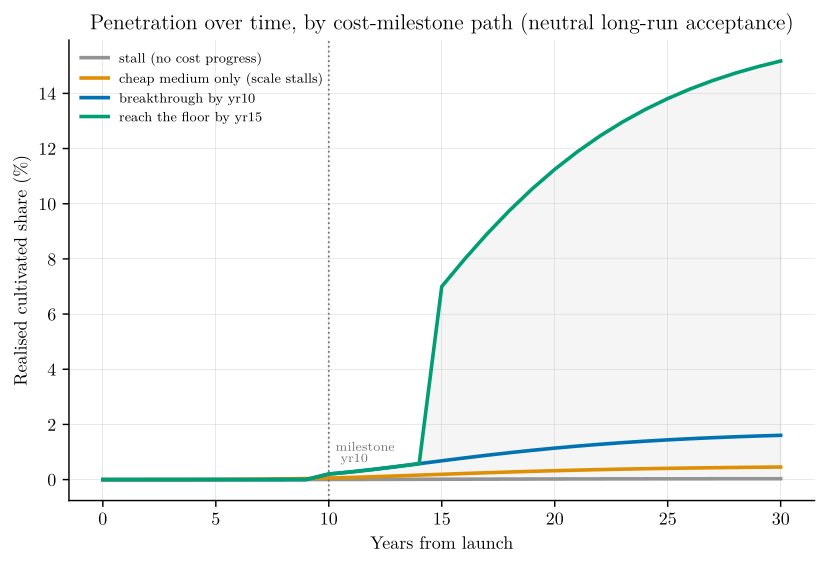 Penetration over time, by cost-milestone path (neutral long-run acceptance)
stall (no cost progress)
cheap medium only (scale stalls)
breakthrough by yr10
reach the floor by yr15
Realised cultivated share (%)
14
12
10
8
6
4
2
0
milestone
yr10
0 5 10 15 20 25 30
Years from launch